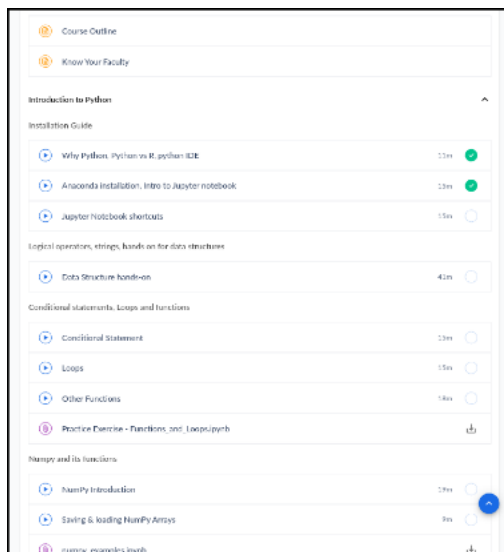 Course Outline
Know Your Faculty
Introduction to Python
Installation Guide
Why Python, Python vs R, python IDE 11m
Anaconda installation, Intro to Jupyter notebook
Jupyter Notebook shortcuts
Logical operators, strings, hands on for data structures
Data Structure hands-on
Conditional statements, Loops and functions
Conditional Statement
Loops
Other Functions
Practice Exercise - Functions_and_Loops.ipynb
Numpy and its functions
NumPy Introduction
Saving & loading NumPy Arrays 9m
numpy_examples.ipynb